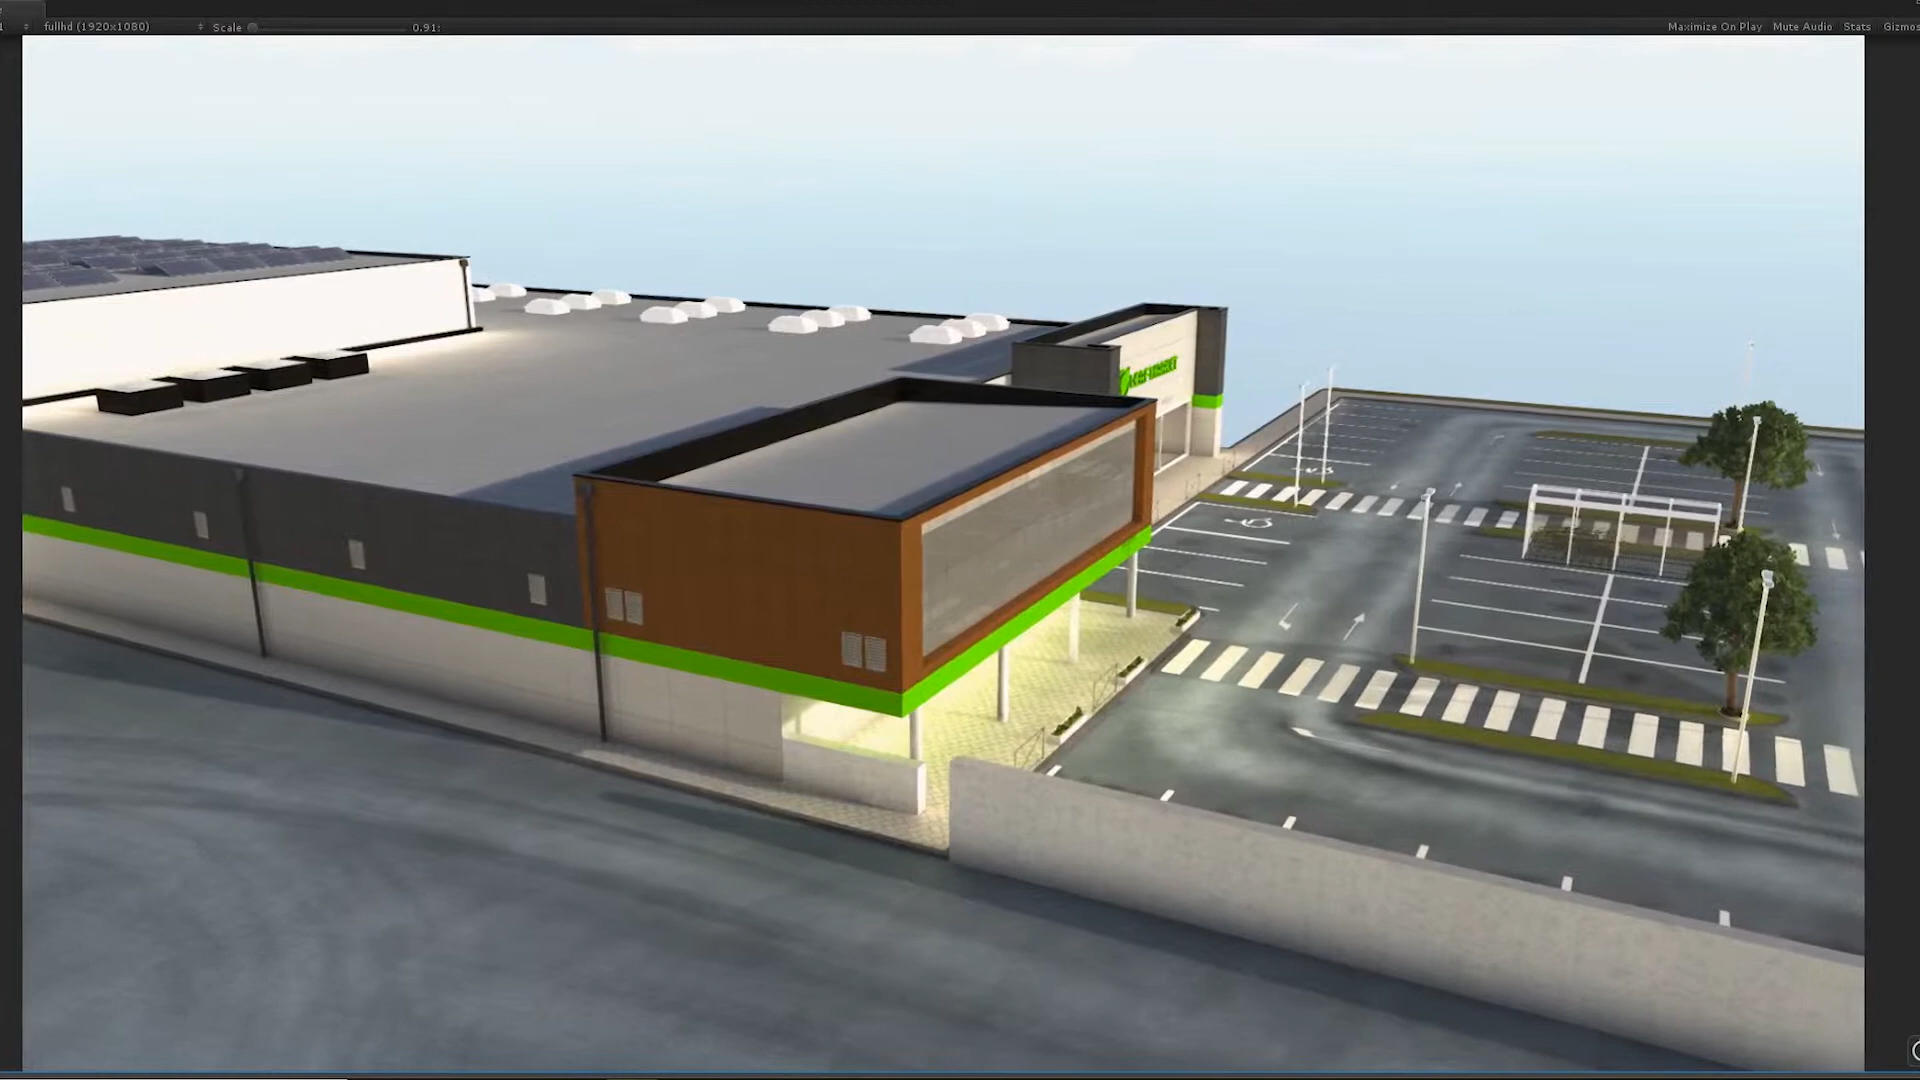 fullhd (1920x1080)
Scale
0.91:
Maximize On Play
Mute Audio
Stats
Gizmos